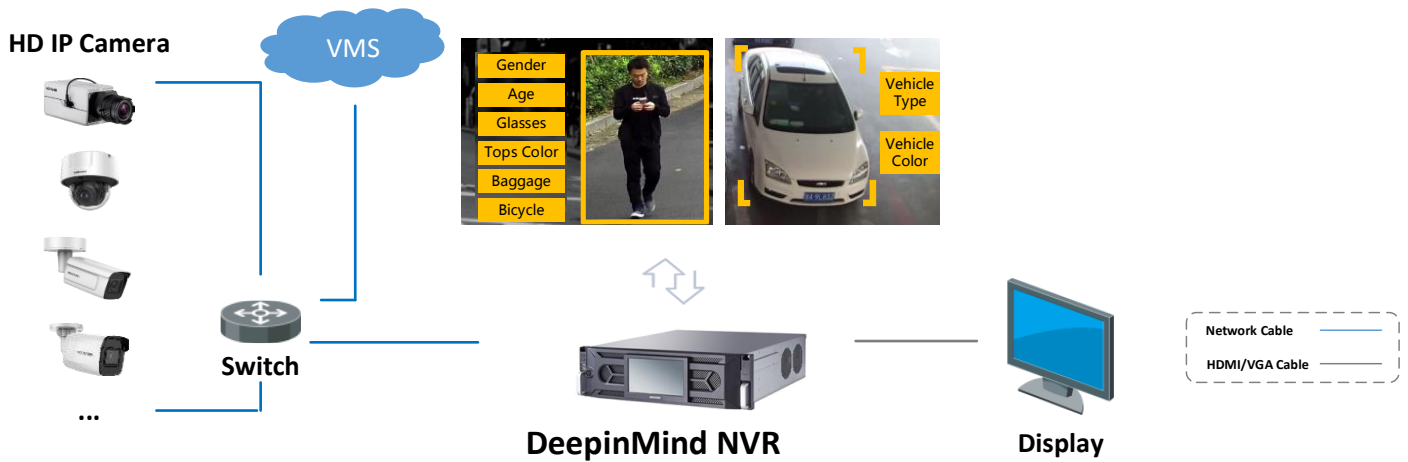 HD IP Camera
VMS
Gender
Age
Glasses
Tops Color
Baggage
Bicycle
Vehicle
Type
Vehicle
Color
Switch
...
DeepinMind NVR
Display
Network Cable
HDMI/VGA Cable